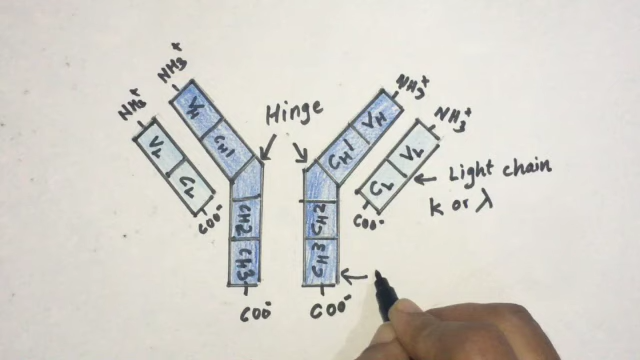 NH3+
NH3+
VH
CH1
VL
CL
COO-
CH2
CH3
COO-
Hinge
NH3+
NH3+
VH
CH1
VL
CL
COO-
CH2
CH3
COO-
Light chain
K or λ